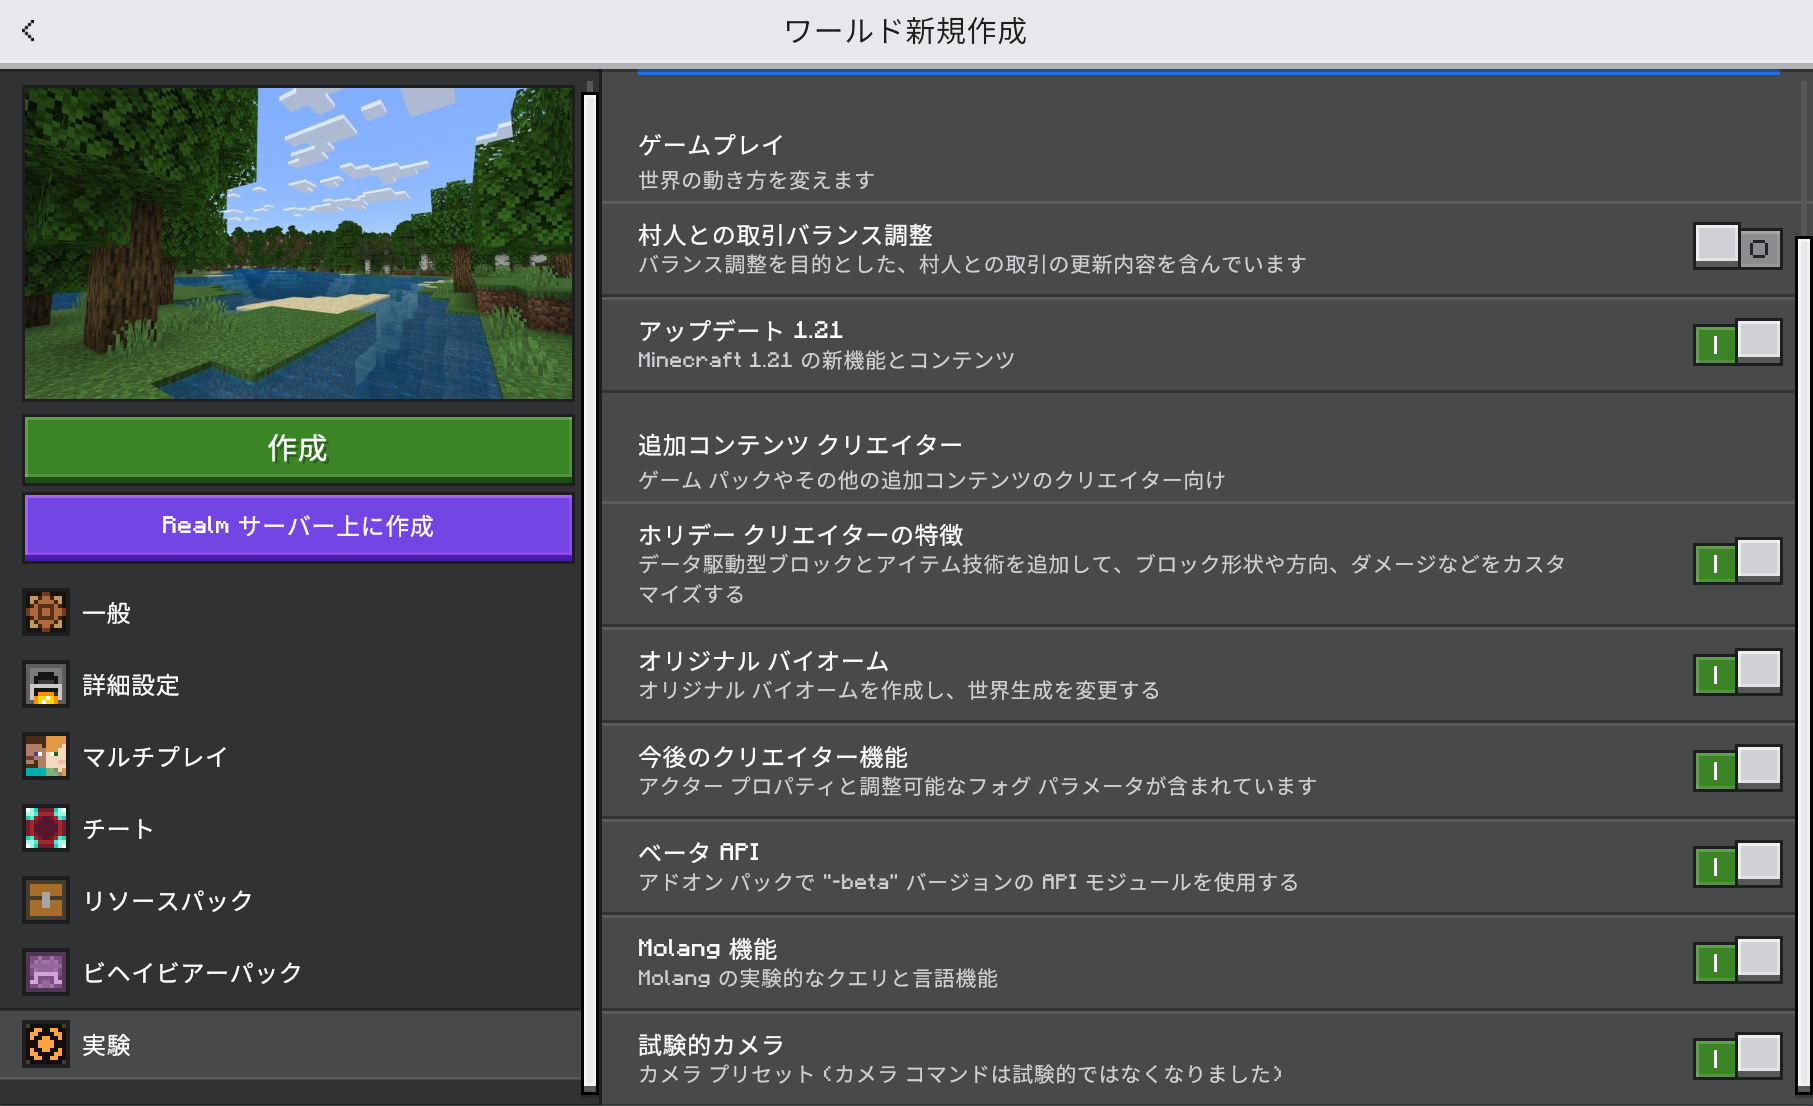 ワールド新規作成
作成
Realm サーバー上に作成
一般
詳細設定
マルチプレイ
チート
リソースパック
ビヘイビアーパック
実験
ゲームプレイ
世界の動き方を変えます
村人との取引バランス調整
バランス調整を目的とした、村人との取引の更新内容を含んでいます
アップデート 1.21
Minecraft 1.21 の新機能とコンテンツ
追加コンテンツ クリエイター
ゲーム パックやその他の追加コンテンツのクリエイター向け
ホリデー クリエイターの特徴
データ駆動型ブロックとアイテム技術を追加して、ブロック形状や方向、ダメージなどをカスタ
マイズする
オリジナル バイオーム
オリジナル バイオームを作成し、世界生成を変更する
今後のクリエイター機能
アクター プロパティと調整可能なフォグ パラメータが含まれています
ベータ API
アドオン パックで "-beta" バージョンの API モジュールを使用する
Molang 機能
Molang の実験的なクエリと言語機能
試験的カメラ
カメラ プリセット (カメラ コマンドは試験的ではなくなりました)